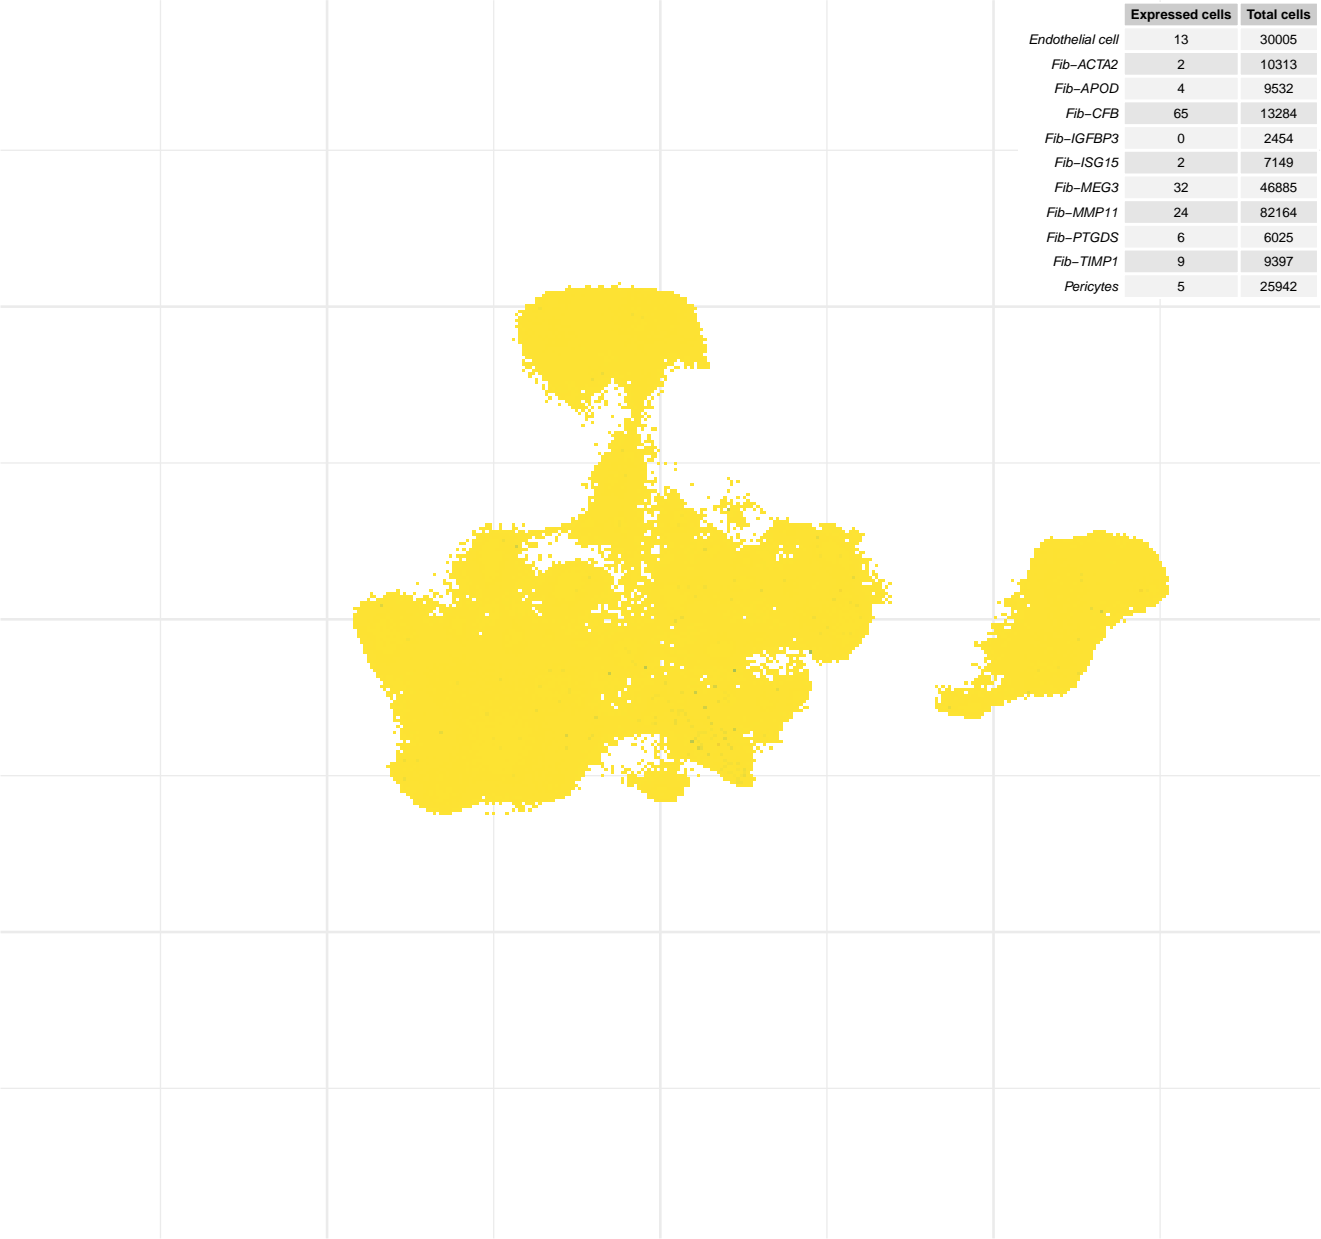 Expressed cells Total cells
Endothelial cell 13 30005
Fib−ACTA2 2 10313
Fib−APOD 4 9532
Fib−CFB 65 13284
Fib−IGFBP3 0 2454
Fib−ISG15 2 7149
Fib−MEG3 32 46885
Fib−MMP11 24 82164
Fib−PTGDS 6 6025
Fib−TIMP1 9 9397
Pericytes 5 25942